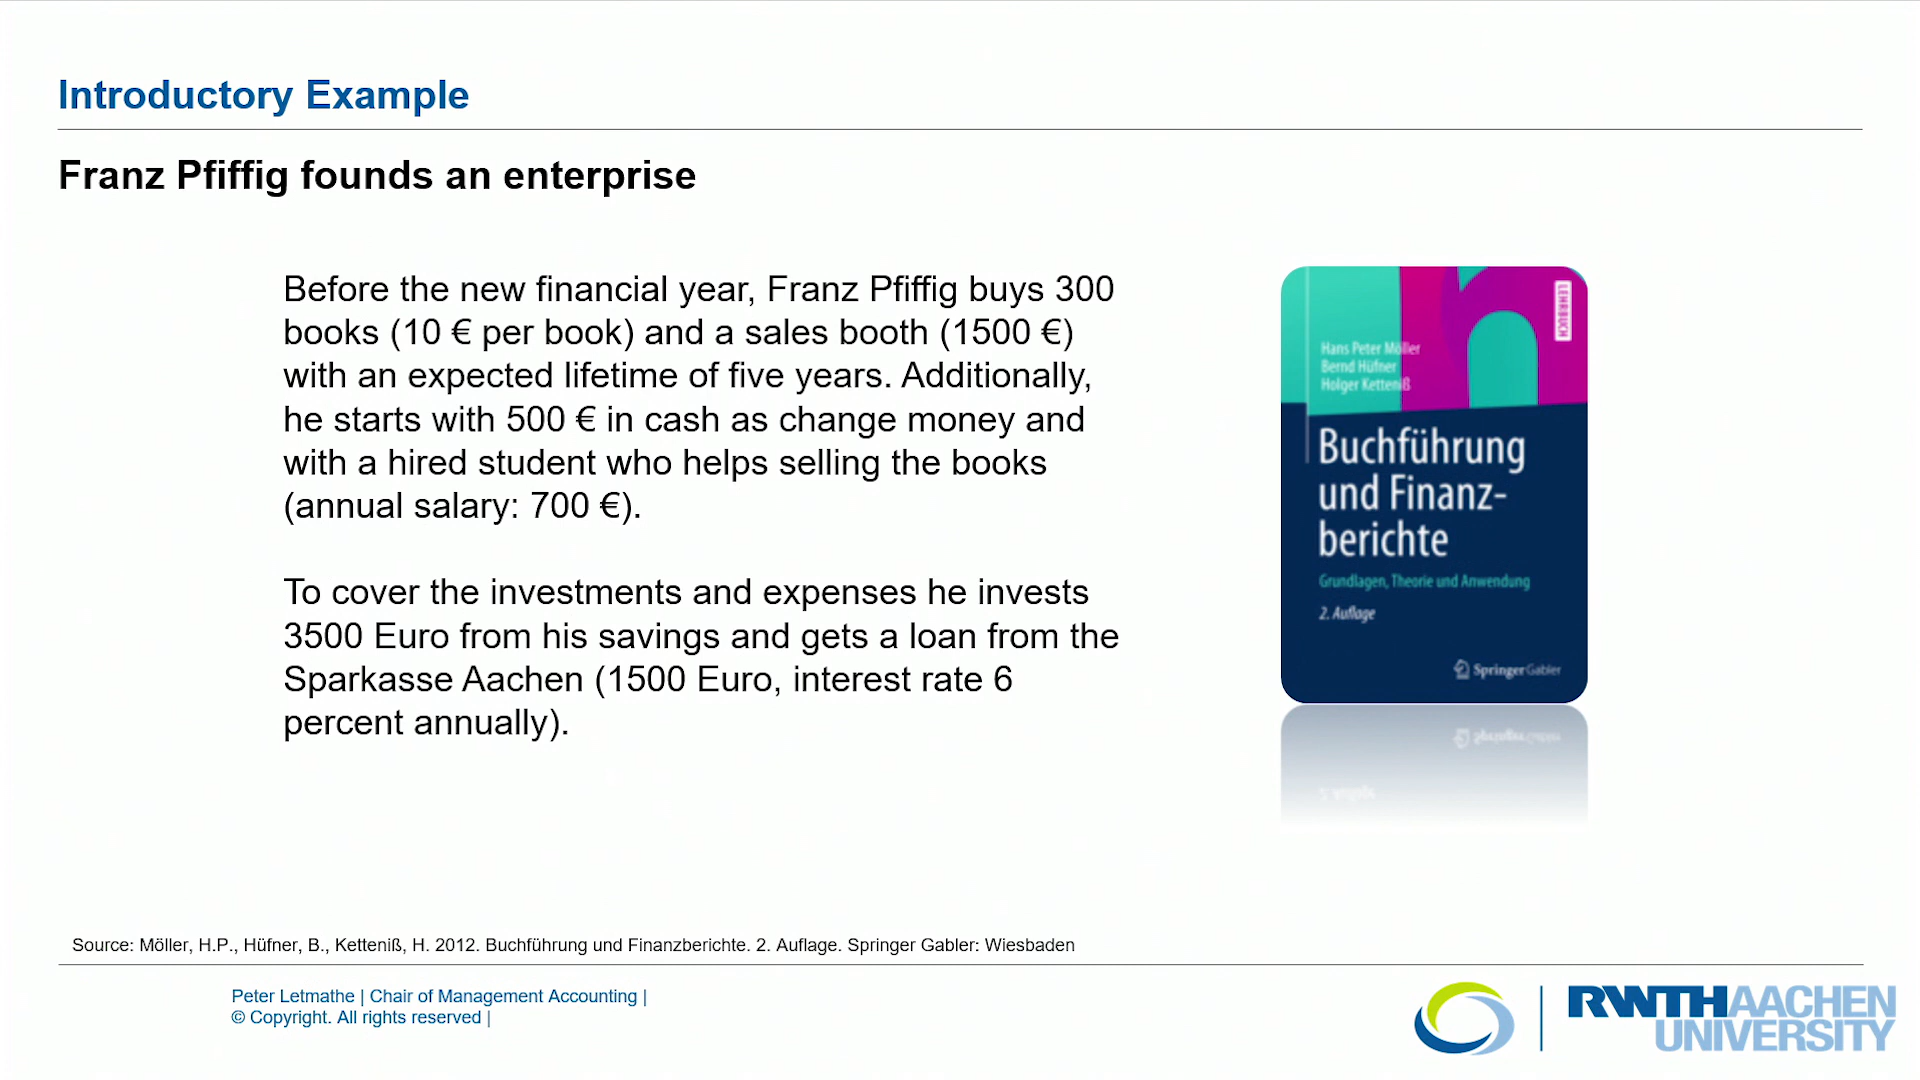 Introductory Example
Franz Pfiffig founds an enterprise
Before the new financial year, Franz Pfiffig buys 300
books (10 € per book) and a sales booth (1500 €)
with an expected lifetime of five years. Additionally,
he starts with 500 € in cash as change money and
with a hired student who helps selling the books
(annual salary: 700 €).
To cover the investments and expenses he invests
3500 Euro from his savings and gets a loan from the
Sparkasse Aachen (1500 Euro, interest rate 6
percent annually).
LEHRBUCH
Hans Peter Möller
Bernd Hüfner
Holger Ketteniß
Buchführung
und Finanz-
berichte
Grundlagen, Theorie und Anwendung
2. Auflage
Springer Gabler
Source: Möller, H.P., Hüfner, B., Ketteniß, H. 2012. Buchführung und Finanzberichte. 2. Auflage. Springer Gabler: Wiesbaden
Peter Letmathe | Chair of Management Accounting |
© Copyright. All rights reserved |
RWTHAACHEN
UNIVERSITY